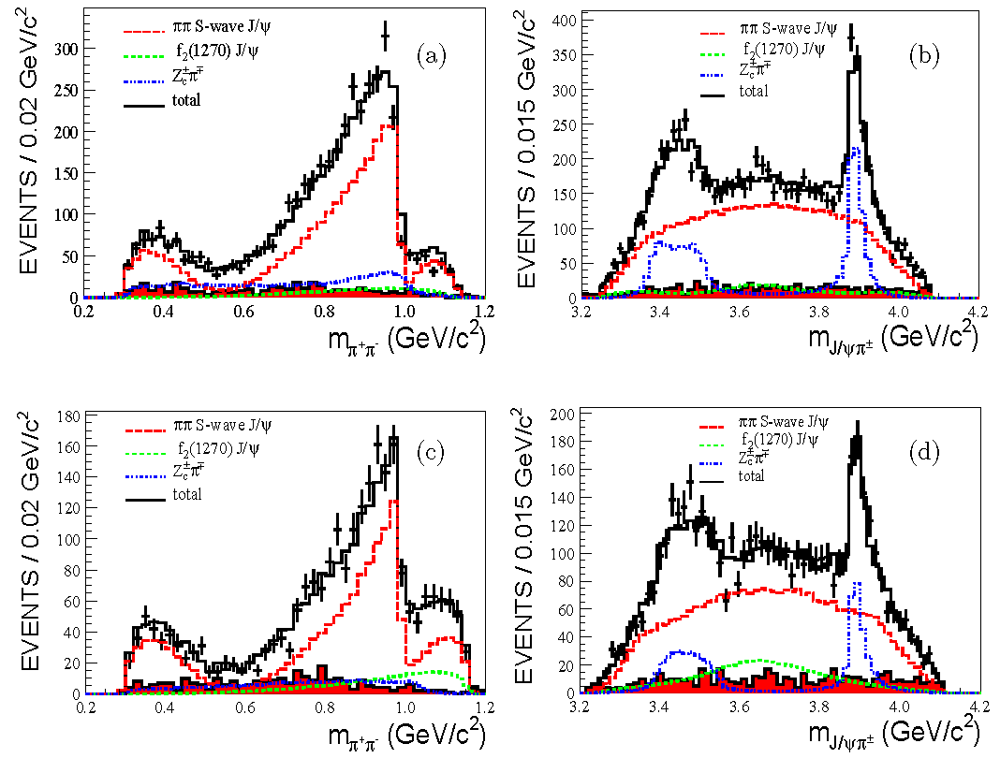 EVENTS / 0.02 GeV/c²
300
250
200
150
100
50
0
ππ S-wave J/ψ
f₂(1270) J/ψ
Z_c^±π^∓
total
(a)
0.2 0.4 0.6 0.8 1.0 1.2
m_π⁺π⁻ (GeV/c²)
EVENTS / 0.015 GeV/c²
400
350
300
250
200
150
100
50
0
ππ S-wave J/ψ
f₂(1270) J/ψ
Z_c^±π^∓
total
(b)
3.2 3.4 3.6 3.8 4.0 4.2
m_J/ψπ^± (GeV/c²)
EVENTS / 0.02 GeV/c²
180
160
140
120
100
80
60
40
20
0
ππ S-wave J/ψ
f₂(1270) J/ψ
Z_c^±π^∓
total
(c)
0.2 0.4 0.6 0.8 1.0 1.2
m_π⁺π⁻ (GeV/c²)
EVENTS / 0.015 GeV/c²
200
180
160
140
120
100
80
60
40
20
0
ππ S-wave J/ψ
f₂(1270) J/ψ
Z_c^±π^∓
total
(d)
3.2 3.4 3.6 3.8 4.0 4.2
m_J/ψπ^± (GeV/c²)